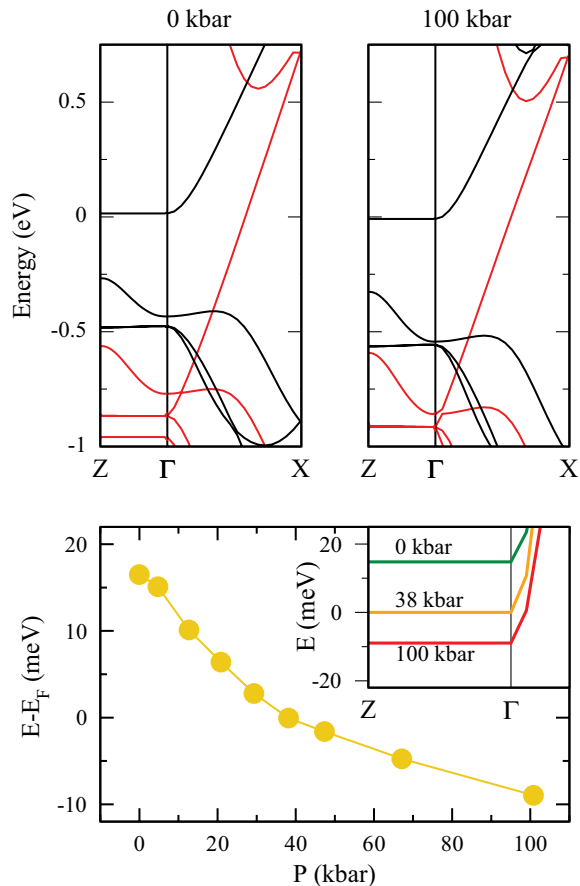 0 kbar
100 kbar
Energy (eV)
0.5
0
-0.5
-1
Z
Γ
X
Z
Γ
X
E-E_F (meV)
20
10
0
-10
0
20
40
60
80
100
P (kbar)
E (meV)
20
0
-20
0 kbar
38 kbar
100 kbar
Z
Γ